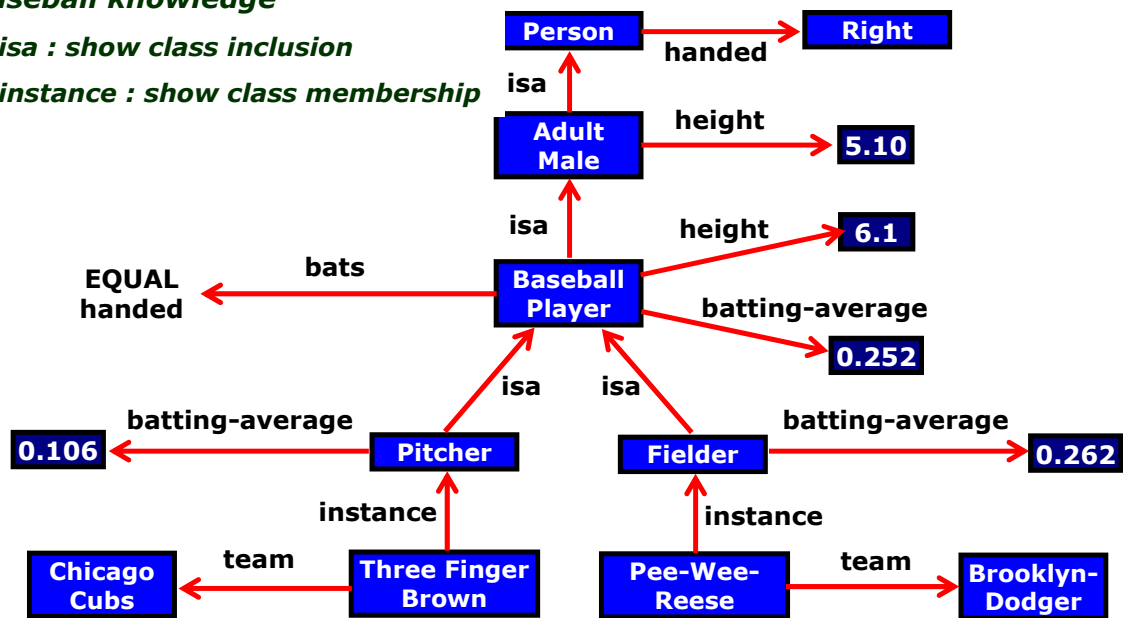 aseball knowledge
isa : show class inclusion
instance : show class membership
Person
handed
Right
isa
Adult
Male
height
5.10
isa
height
6.1
EQUAL
handed
bats
Baseball
Player
batting-average
0.252
isa
isa
batting-average
batting-average
0.106
Pitcher
Fielder
0.262
instance
instance
Chicago
Cubs
team
Three Finger
Brown
Pee-Wee-
Reese
team
Brooklyn-
Dodger